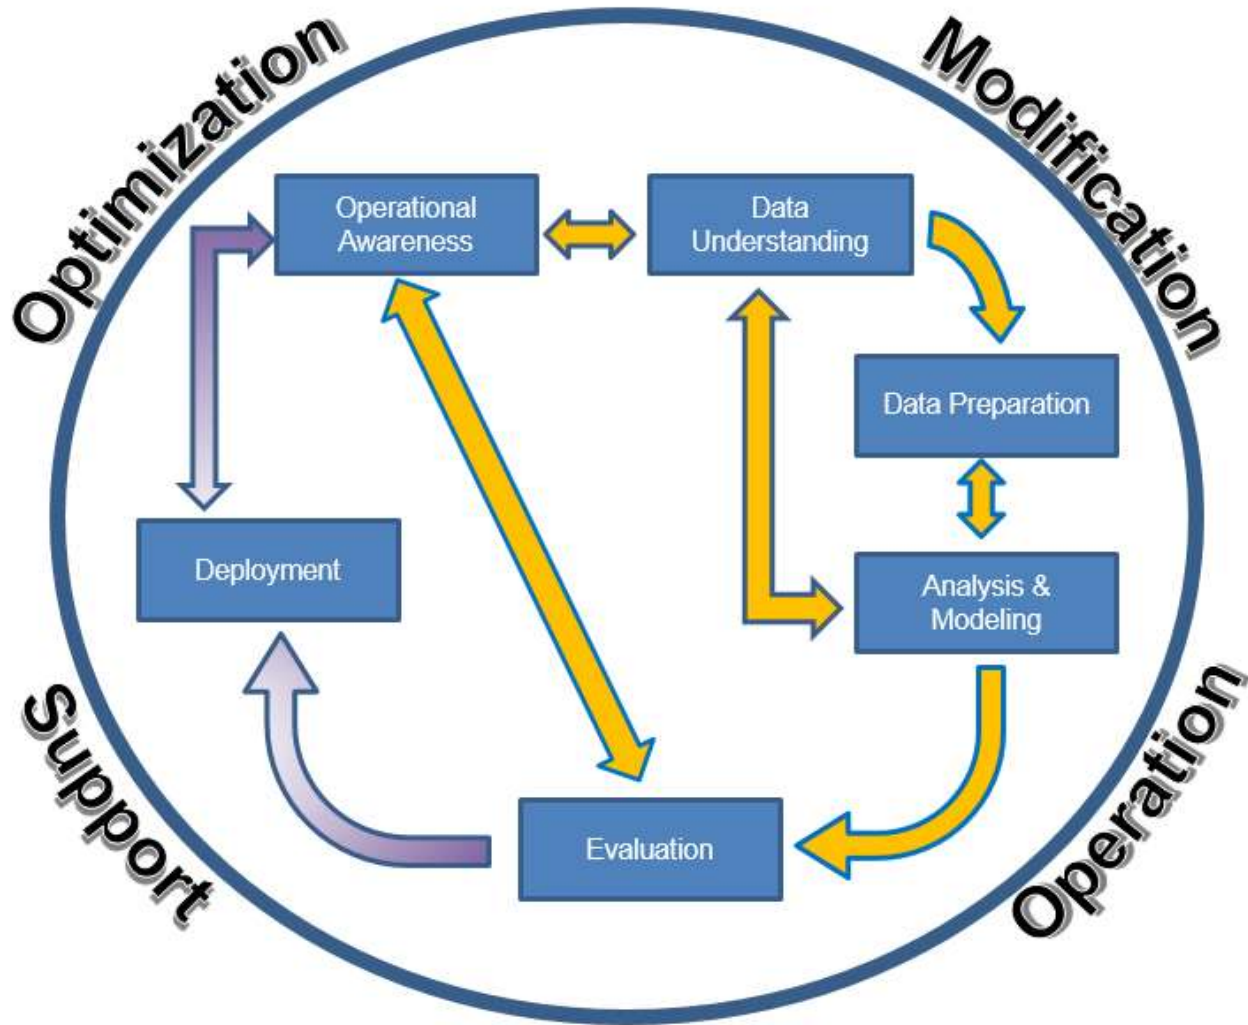 Optimization
Modification
Operational
Awareness
Data
Understanding
Data Preparation
Deployment
Analysis &
Modeling
Support
Operation
Evaluation